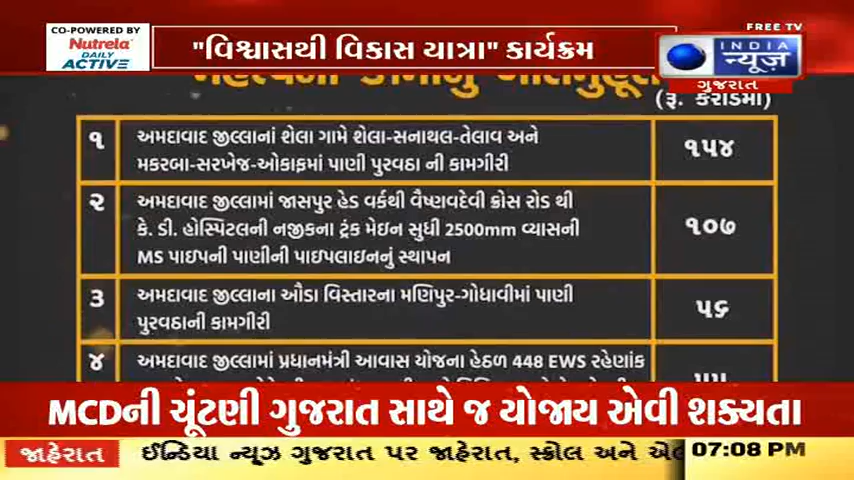 CO-POWERED BY
Nutrela
DAILY
ACTIVE
"વિશ્વાસથી વિકાસ યાત્રા" કાર્યક્રમ
FREE TV
INDIA
ન્યૂઝ
ગુજરાત
(રૂ. કરોડમાં)
૧ અમદાવાદ જીલ્લાનાં શેલા ગામે શેલા-સનાથલ-તેલાવ અને
મકરબા-સરખેજ-ઓકાફમાં પાણી પુરવઠા ની કામગીરી
૧૫૪
૨ અમદાવાદ જીલ્લામાં જાસપુર હેડ વર્કથી વૈષ્ણવદેવી ક્રોસ રોડ થી
કે. ડી. હોસ્પિટલની નજીકના ટ્રંક મેઇન સુધી 2500mm વ્યાસની
MS પાઇપની પાણીની પાઇપલાઇનનું સ્થાપન
૧૦૭
૩ અમદાવાદ જીલ્લાના ઔડા વિસ્તારના મણિપુર-ગોધાવીમાં પાણી
પુરવઠાની કામગીરી
૫૬
૪ અમદાવાદ જીલ્લામાં પ્રધાનમંત્રી આવાસ યોજના હેઠળ 448 EWS રહેણાંક
MCDની ચૂંટણી ગુજરાત સાથે જ યોજાય એવી શક્યતા
જાહેરાત
ઈન્ડિયા ન્યૂઝ ગુજરાત પર જાહેરાત, સ્ક્રોલ અને
07:08 PM